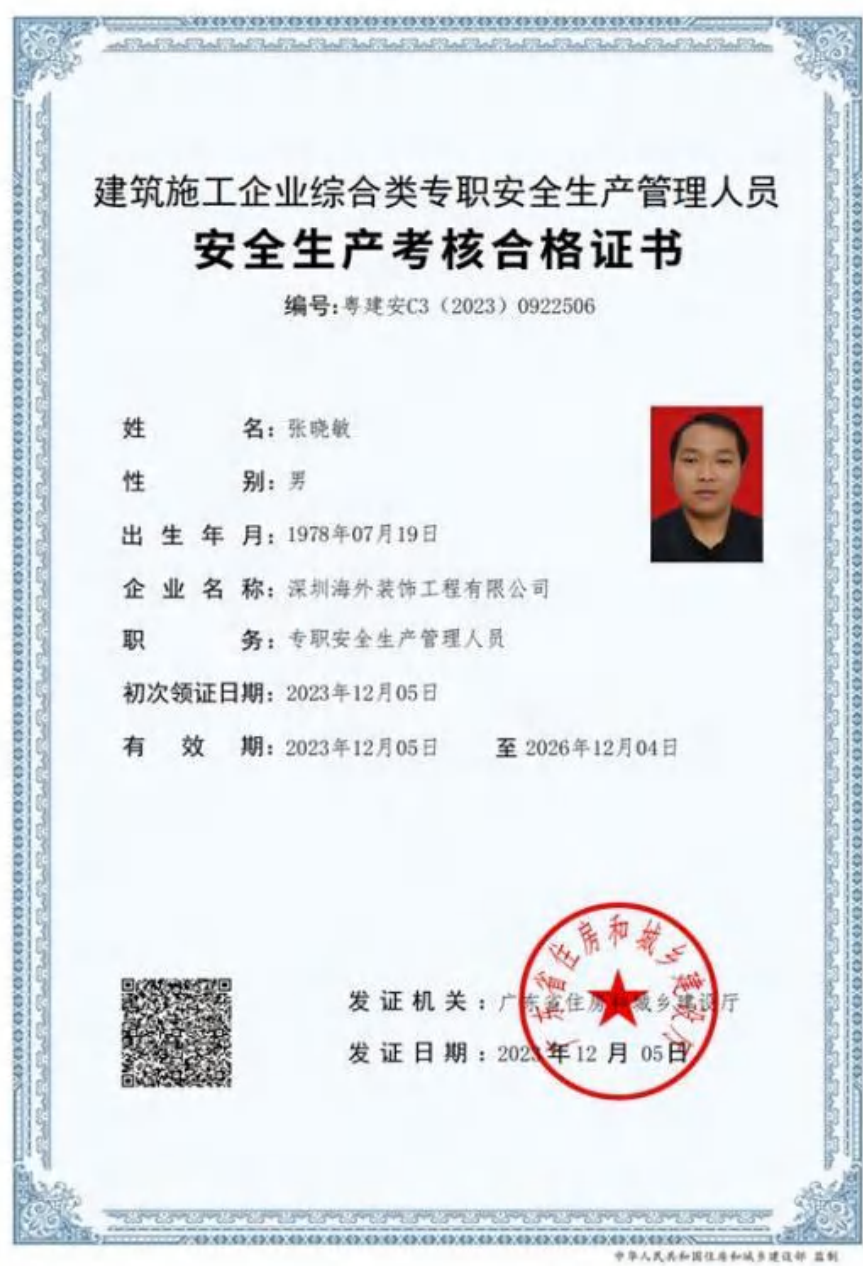 建筑施工企业综合类专职安全生产管理人员
安全生产考核合格证书
编号:粤建安C3（2023）0922506
姓 名: 张晓敏
性 别: 男
出 生 年 月: 1978年07月19日
企 业 名 称: 深圳海外装饰工程有限公司
职 务: 专职安全生产管理人员
初次领证日期: 2023年12月05日
有 效 期: 2023年12月05日 至 2026年12月04日
广东省住房和城乡建设厅
发 证 机 关 : 广东省住房和城乡建设厅
发 证 日 期 : 2023 年 12 月 05日
中华人民共和国住房和城乡建设部 监制